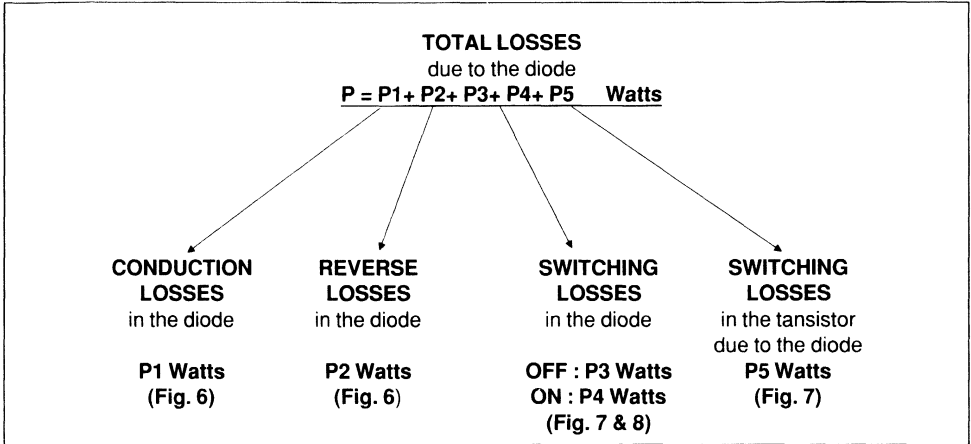 TOTAL LOSSES
due to the diode
P = P1+ P2+ P3+ P4+ P5 Watts
CONDUCTION
LOSSES
in the diode
P1 Watts
(Fig. 6)
REVERSE
LOSSES
in the diode
P2 Watts
(Fig. 6)
SWITCHING
LOSSES
in the diode
OFF : P3 Watts
ON : P4 Watts
(Fig. 7 & 8)
SWITCHING
LOSSES
in the tansistor
due to the diode
P5 Watts
(Fig. 7)